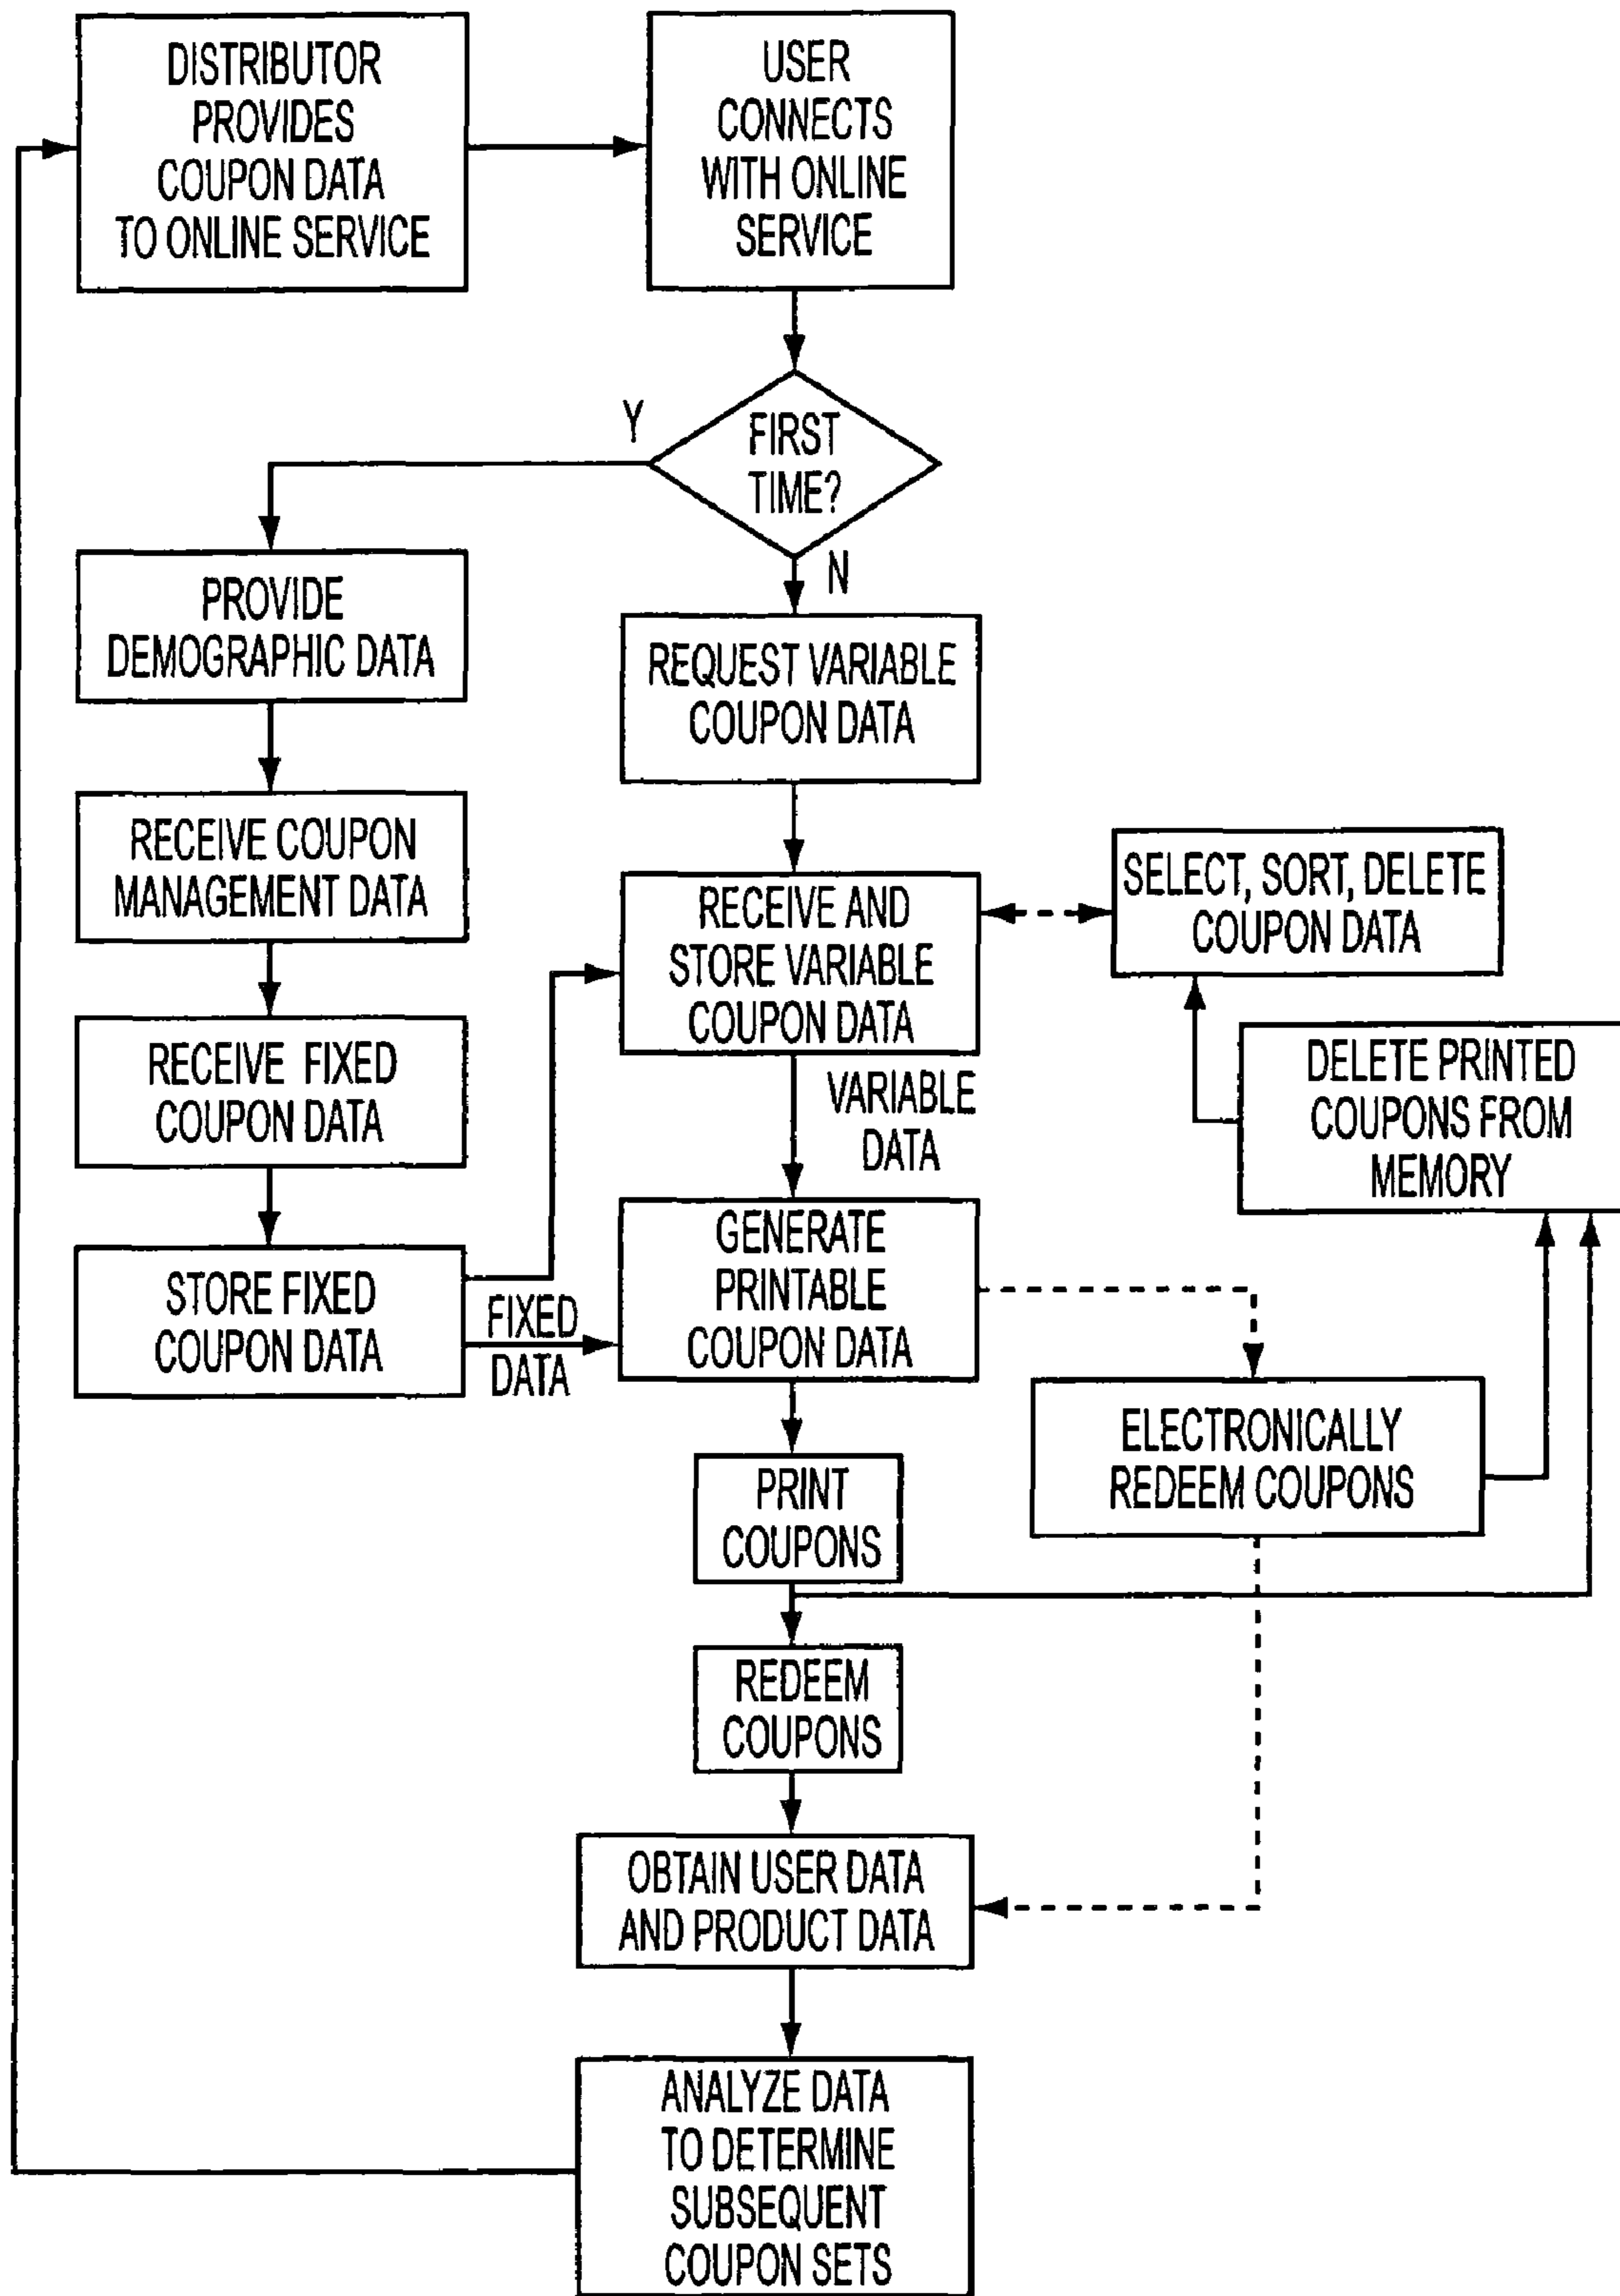 DISTRIBUTOR
PROVIDES
COUPON DATA
TO ONLINE SERVICE
USER
CONNECTS
WITH ONLINE
SERVICE
FIRST
TIME?
Y
N
PROVIDE
DEMOGRAPHIC DATA
REQUEST VARIABLE
COUPON DATA
RECEIVE COUPON
MANAGEMENT DATA
RECEIVE AND
STORE VARIABLE
COUPON DATA
SELECT, SORT, DELETE
COUPON DATA
RECEIVE FIXED
COUPON DATA
VARIABLE
DATA
DELETE PRINTED
COUPONS FROM
MEMORY
STORE FIXED
COUPON DATA
FIXED
DATA
GENERATE
PRINTABLE
COUPON DATA
ELECTRONICALLY
REDEEM COUPONS
PRINT
COUPONS
REDEEM
COUPONS
OBTAIN USER DATA
AND PRODUCT DATA
ANALYZE DATA
TO DETERMINE
SUBSEQUENT
COUPON SETS